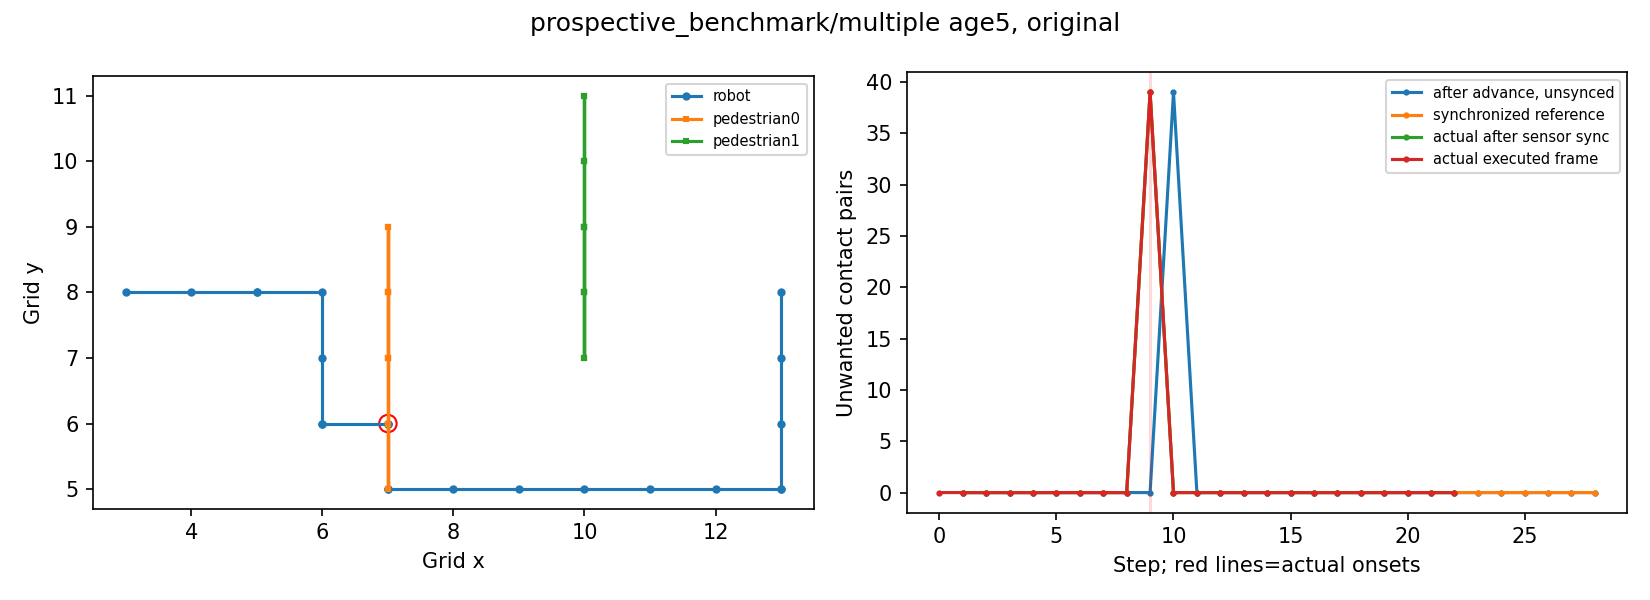 prospective_benchmark/multiple age5, original
robot
pedestrian0
pedestrian1
Grid y
11
10
9
8
7
6
5
4
6
8
10
12
Grid x
after advance, unsynced
synchronized reference
actual after sensor sync
actual executed frame
Unwanted contact pairs
40
35
30
25
20
15
10
5
0
0
5
10
15
20
25
Step; red lines=actual onsets